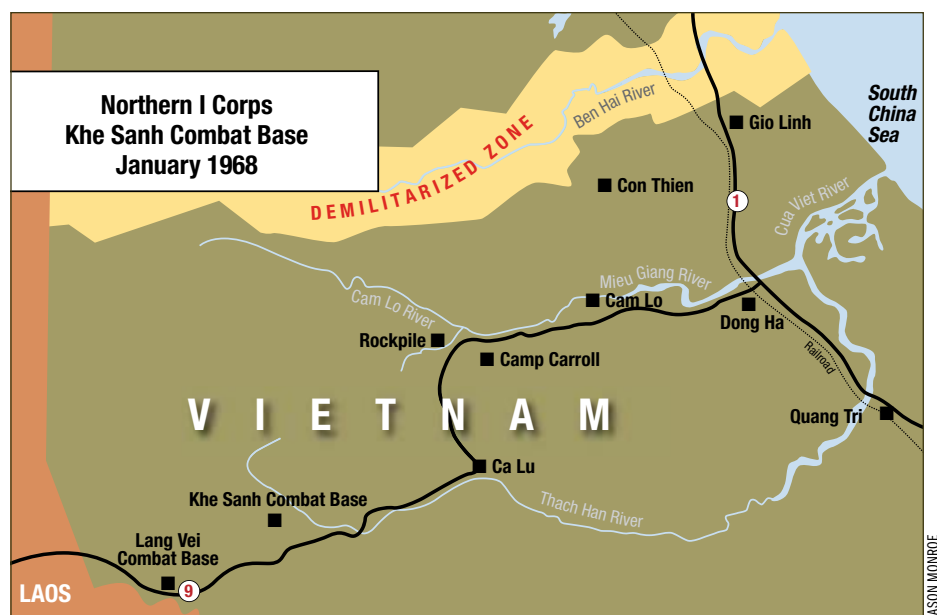 Northern I Corps
Khe Sanh Combat Base
January 1968
South
China
Sea
Ben Hai River
Gio Linh
DEMILITARIZED ZONE
Con Thien
1
Cua Viet River
Mieu Giang River
Cam Lo River
Cam Lo
Dong Ha
Rockpile
Camp Carroll
Railroad
VIETNAM
Quang Tri
Ca Lu
Khe Sanh Combat Base
Thach Han River
Lang Vei
Combat Base
9
LAOS
ASON MONROE